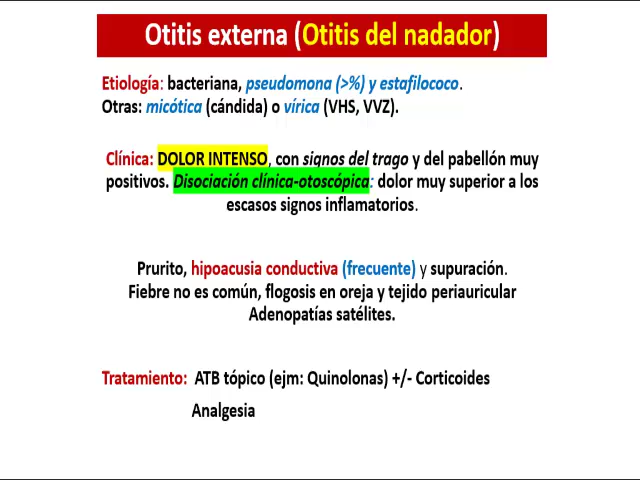 Otitis externa (Otitis del nadador)
Etiología: bacteriana, pseudomona (>%) y estafilococo.
Otras: micótica (cándida) o vírica (VHS, VVZ).
Clínica: DOLOR INTENSO, con signos del trago y del pabellón muy
positivos. Disociación clínica-otoscópica: dolor muy superior a los
escasos signos inflamatorios.
Prurito, hipoacusia conductiva (frecuente) y supuración.
Fiebre no es común, flogosis en oreja y tejido periauricular
Adenopatías satélites.
Tratamiento: ATB tópico (ejm: Quinolonas) +/- Corticoides
Analgesia